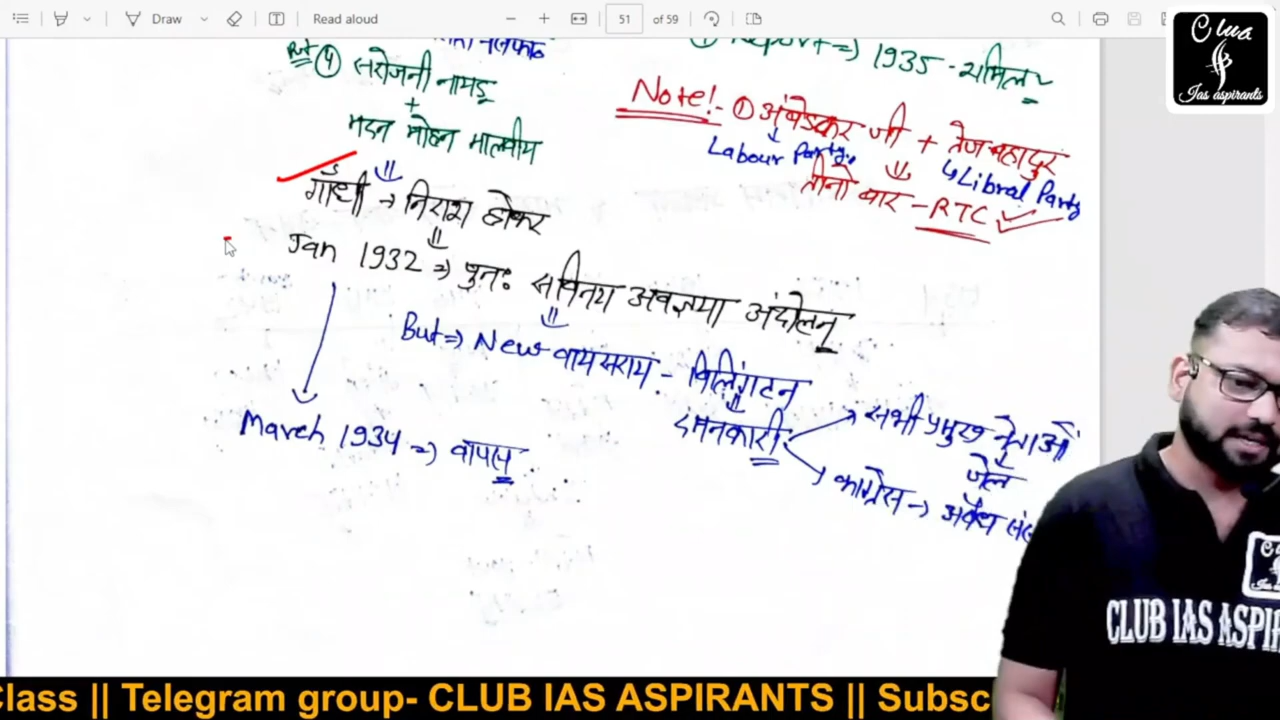 Draw
Read aloud
51 of 59
④ सरोजनी नायडू
+
मदन मोहन मालवीय
Report => 1935 - शामिल
Note:- ① अंबेडकर जी + तेज बहादुर
Labour Party
Libral Party
तीनो बार - RTC
गाँधी → निराश होकर
Jan 1932 => पुनः सविनय अवज्ञा आंदोलन
But => New वायसराय - विलिंगटन
दमनकारी
सभी प्रमुख नेताओं
जेल
काग्रेस → अवैध
March 1934 => वापस
Club
Ias aspirants
CLUB IAS ASPI
Class || Telegram group- CLUB IAS ASPIRANTS || Subsc